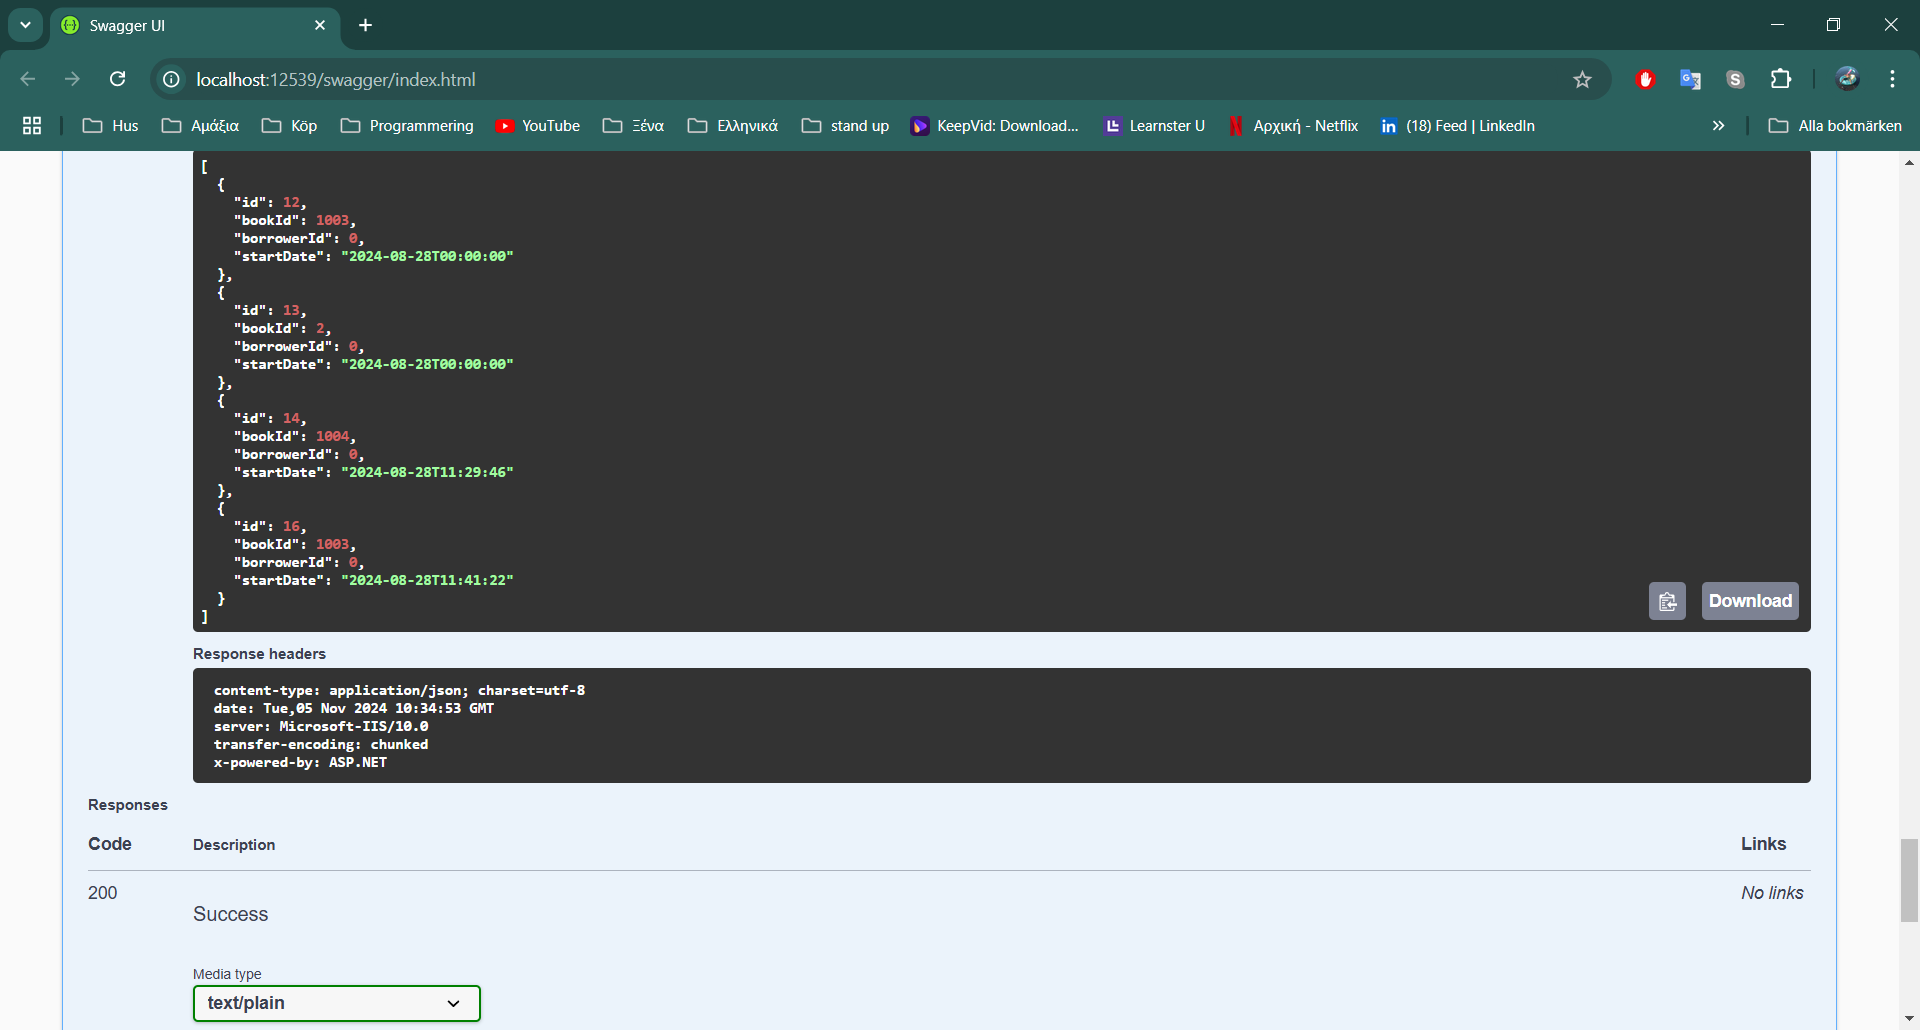 Swagger UI
localhost:12539/swagger/index.html
Hus Αμάξια Köp Programmering YouTube Ξένα Ελληνικά stand up KeepVid: Download... Learnster U Αρχική - Netflix (18) Feed | LinkedIn Alla bokmärken
[
{
"id": 12,
"bookId": 1003,
"borrowerId": 0,
"startDate": "2024-08-28T00:00:00"
},
{
"id": 13,
"bookId": 2,
"borrowerId": 0,
"startDate": "2024-08-28T00:00:00"
},
{
"id": 14,
"bookId": 1004,
"borrowerId": 0,
"startDate": "2024-08-28T11:29:46"
},
{
"id": 16,
"bookId": 1003,
"borrowerId": 0,
"startDate": "2024-08-28T11:41:22"
}
]
Download
Response headers
content-type: application/json; charset=utf-8
date: Tue,05 Nov 2024 10:34:53 GMT
server: Microsoft-IIS/10.0
transfer-encoding: chunked
x-powered-by: ASP.NET
Responses
Code Description Links
200 No links
Success
Media type
text/plain